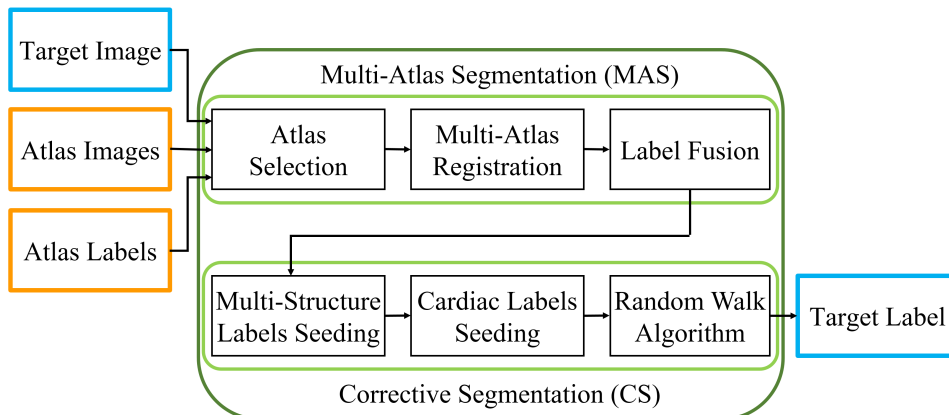 Target Image
Atlas Images
Atlas Labels
Multi-Atlas Segmentation (MAS)
Atlas
Selection
Multi-Atlas
Registration
Label Fusion
Multi-Structure
Labels Seeding
Cardiac Labels
Seeding
Random Walk
Algorithm
Target Label
Corrective Segmentation (CS)